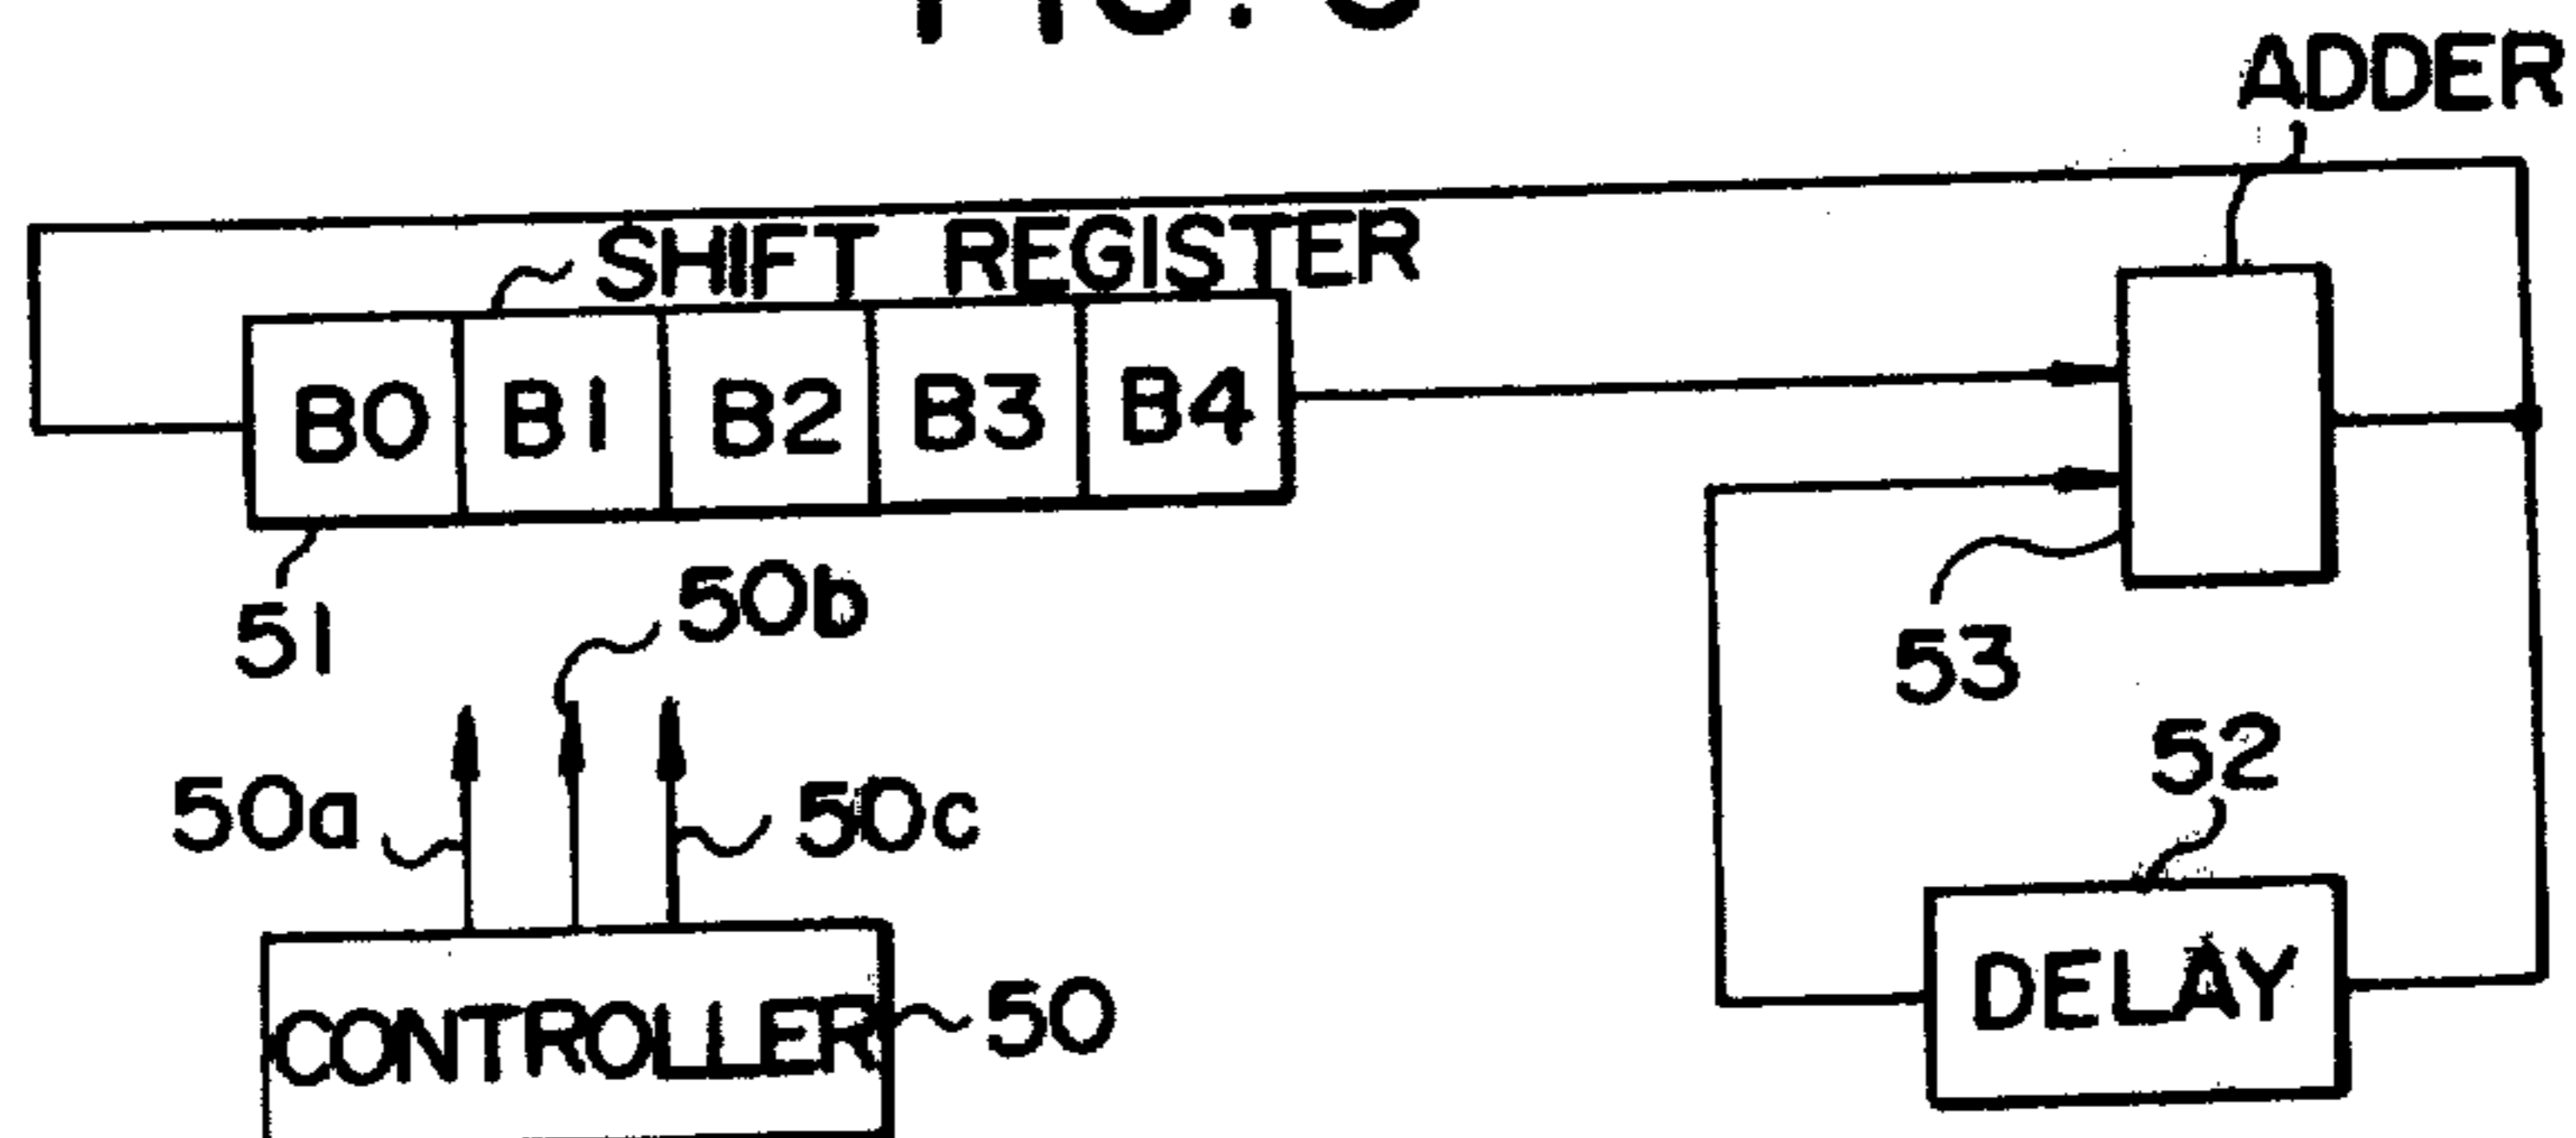 ADDER
SHIFT REGISTER
B0 B1 B2 B3 B4
51
50b
53
52
50a
50c
DELAY
CONTROLLER
50